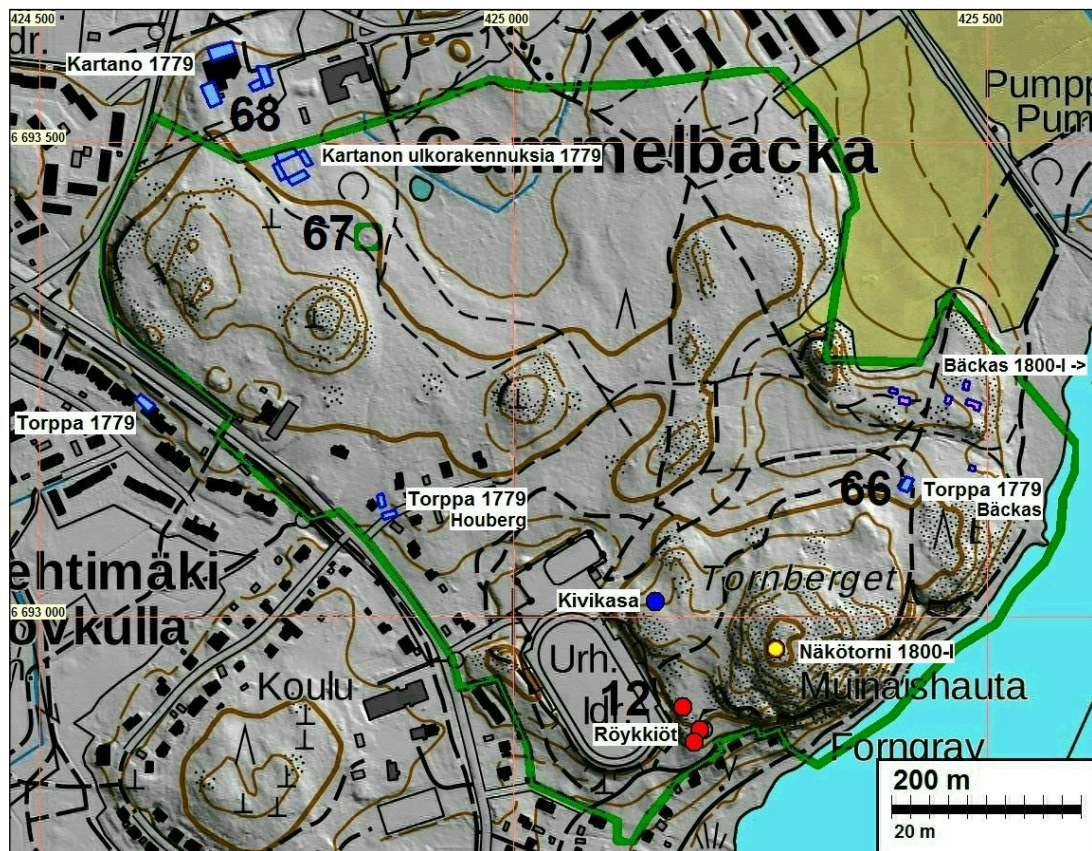 424 500
425 000
425 500
dr.
Kartano 1779
68
Pump
Pum
6 693 500
Gammelbacka
Kartanon ulkorakennuksia 1779
67
Bäckas 1800-l ->
Torppa 1779
66
Torppa 1779
Bäckas
Torppa 1779
Houberg
ehtimäki
övkulla
Tornberget
Kivikasa
6 693 000
Näkötorni 1800-l
Urh.
Koulu
12
Muinaishauta
Röykkiöt
Forngrav
200 m
20 m